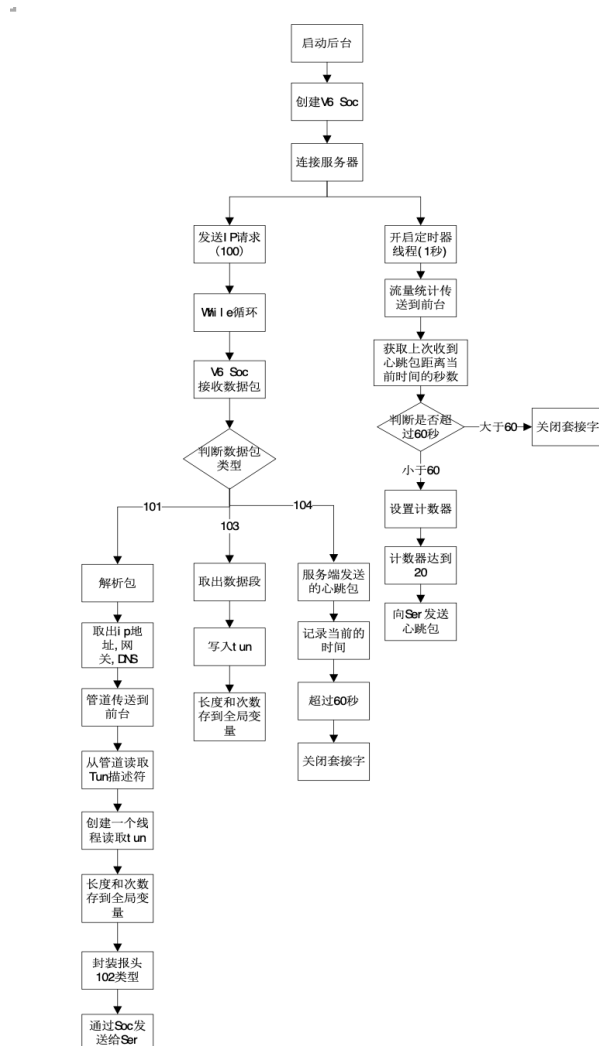 启动后台
创建V6 Soc
连接服务器
发送IP请求
(100)
While循环
V6 Soc
接收数据包
判断数据包
类型
101
103
104
解析包
取出ip地
址,网
关,DNS
管道传送到
前台
从管道读取
Tun描述符
创建一个线
程读取tun
长度和次数
存到全局变
量
封装报头
102类型
通过Soc发
送给Ser
取出数据段
写入tun
长度和次数
存到全局变
量
服务端发送
的心跳包
记录当前的
时间
超过60秒
关闭套接字
开启定时器
线程(1秒)
流量统计传
送到前台
获取上次收到
心跳包距离当
前时间的秒数
判断是否超
过60秒
大于60
关闭套接字
小于60
设置计数器
计数器达到
20
向Ser发送
心跳包